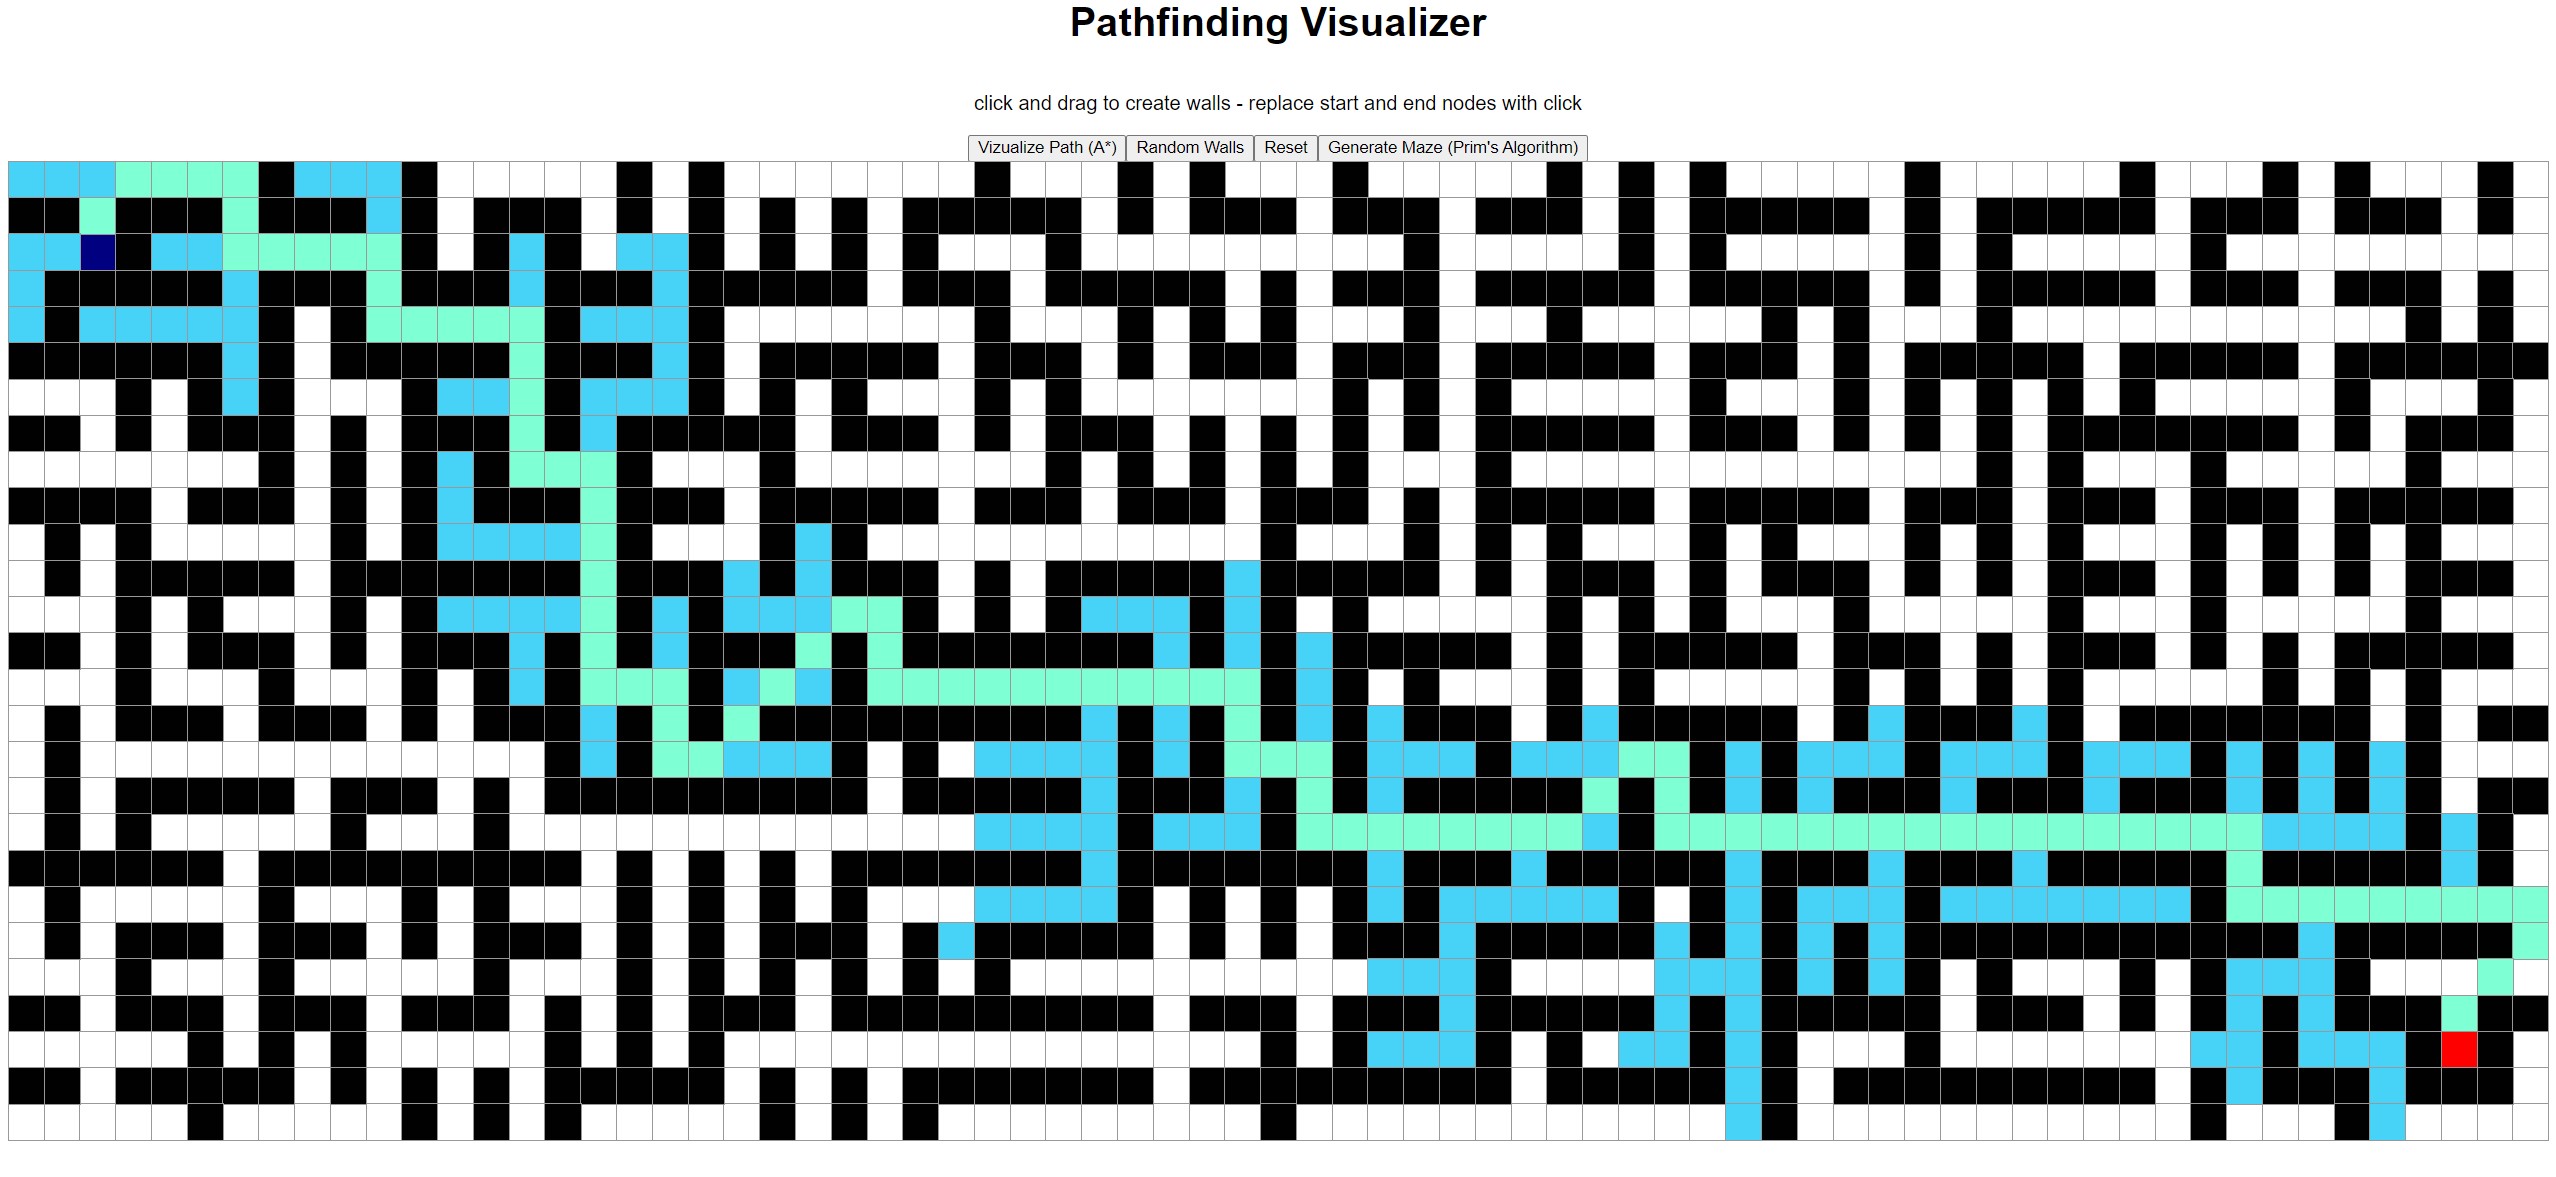 Pathfinding Visualizer
click and drag to create walls - replace start and end nodes with click
Vizualize Path (A*) Random Walls Reset Generate Maze (Prim's Algorithm)